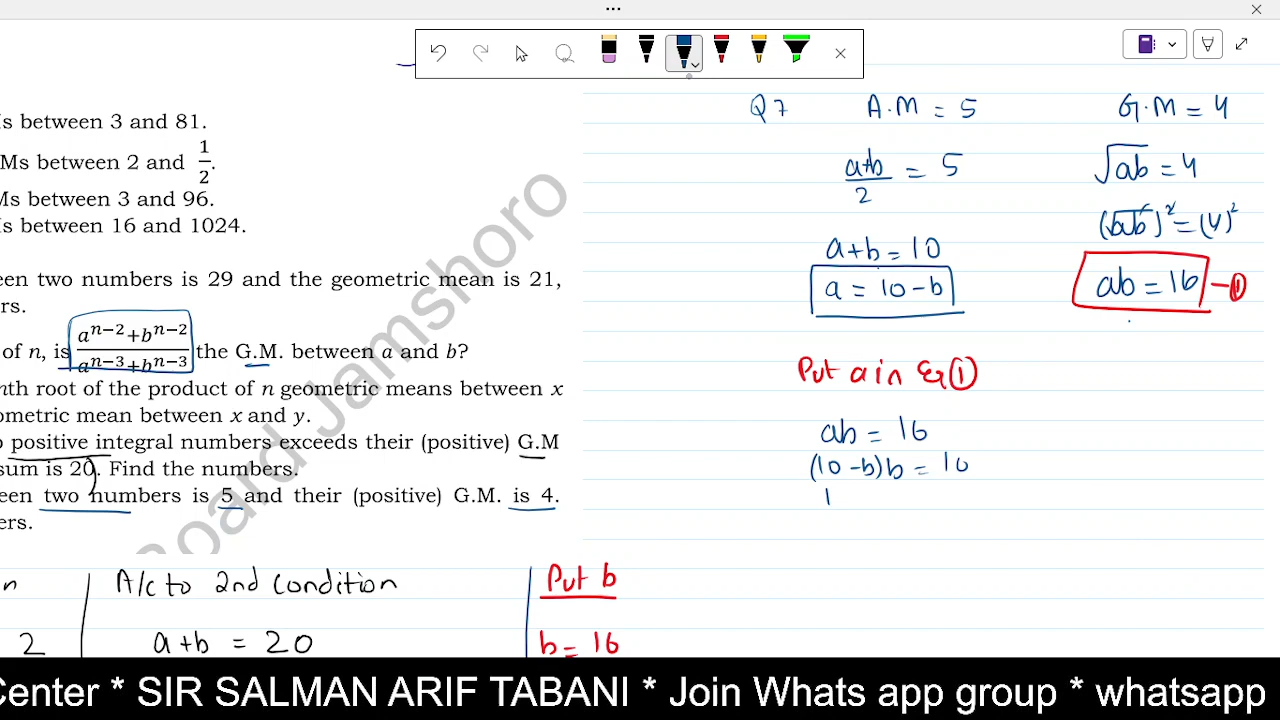 s between 3 and 81.
Ms between 2 and 1/2.
Ms between 3 and 96.
s between 16 and 1024.
een two numbers is 29 and the geometric mean is 21,
rs.
of n, is (a^{n-2}+b^{n-2})/(a^{n-3}+b^{n-3}) the G.M. between a and b?
nth root of the product of n geometric means between x
ometric mean between x and y.
o positive integral numbers exceeds their (positive) G.M
sum is 20. Find the numbers.
een two numbers is 5 and their (positive) G.M. is 4.
ers.
Board Jamshoro
Q7 A.M = 5 G.M = 4
(a+b)/2 = 5 √ab = 4
(√ab)² = (4)²
a+b = 10
a = 10-b ab = 16 -①
Put a in Eq ①
ab = 16
(10-b)b = 10
1
n A/c to 2nd condition Put b
2 a+b = 20 b = 16
Center * SIR SALMAN ARIF TABANI * Join Whats app group * whatsapp